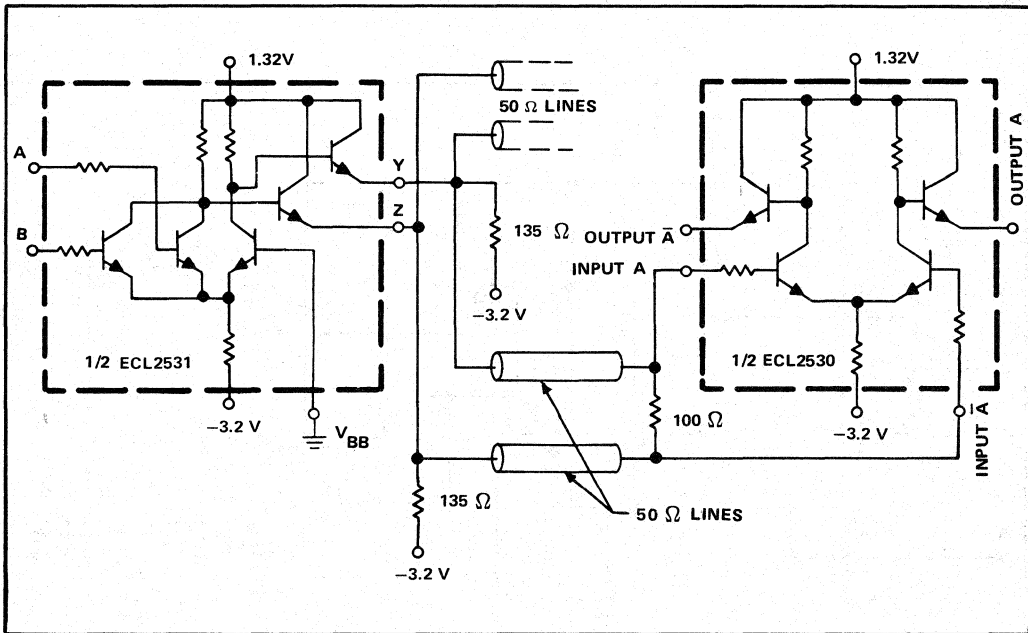 1.32V
A
B
1/2 ECL2531
−3.2 V
V_BB
Y
Z
50 Ω LINES
135 Ω
−3.2 V
135 Ω
−3.2 V
100 Ω
50 Ω LINES
1.32V
OUTPUT A̅
INPUT A
OUTPUT A
1/2 ECL2530
−3.2 V
INPUT A̅